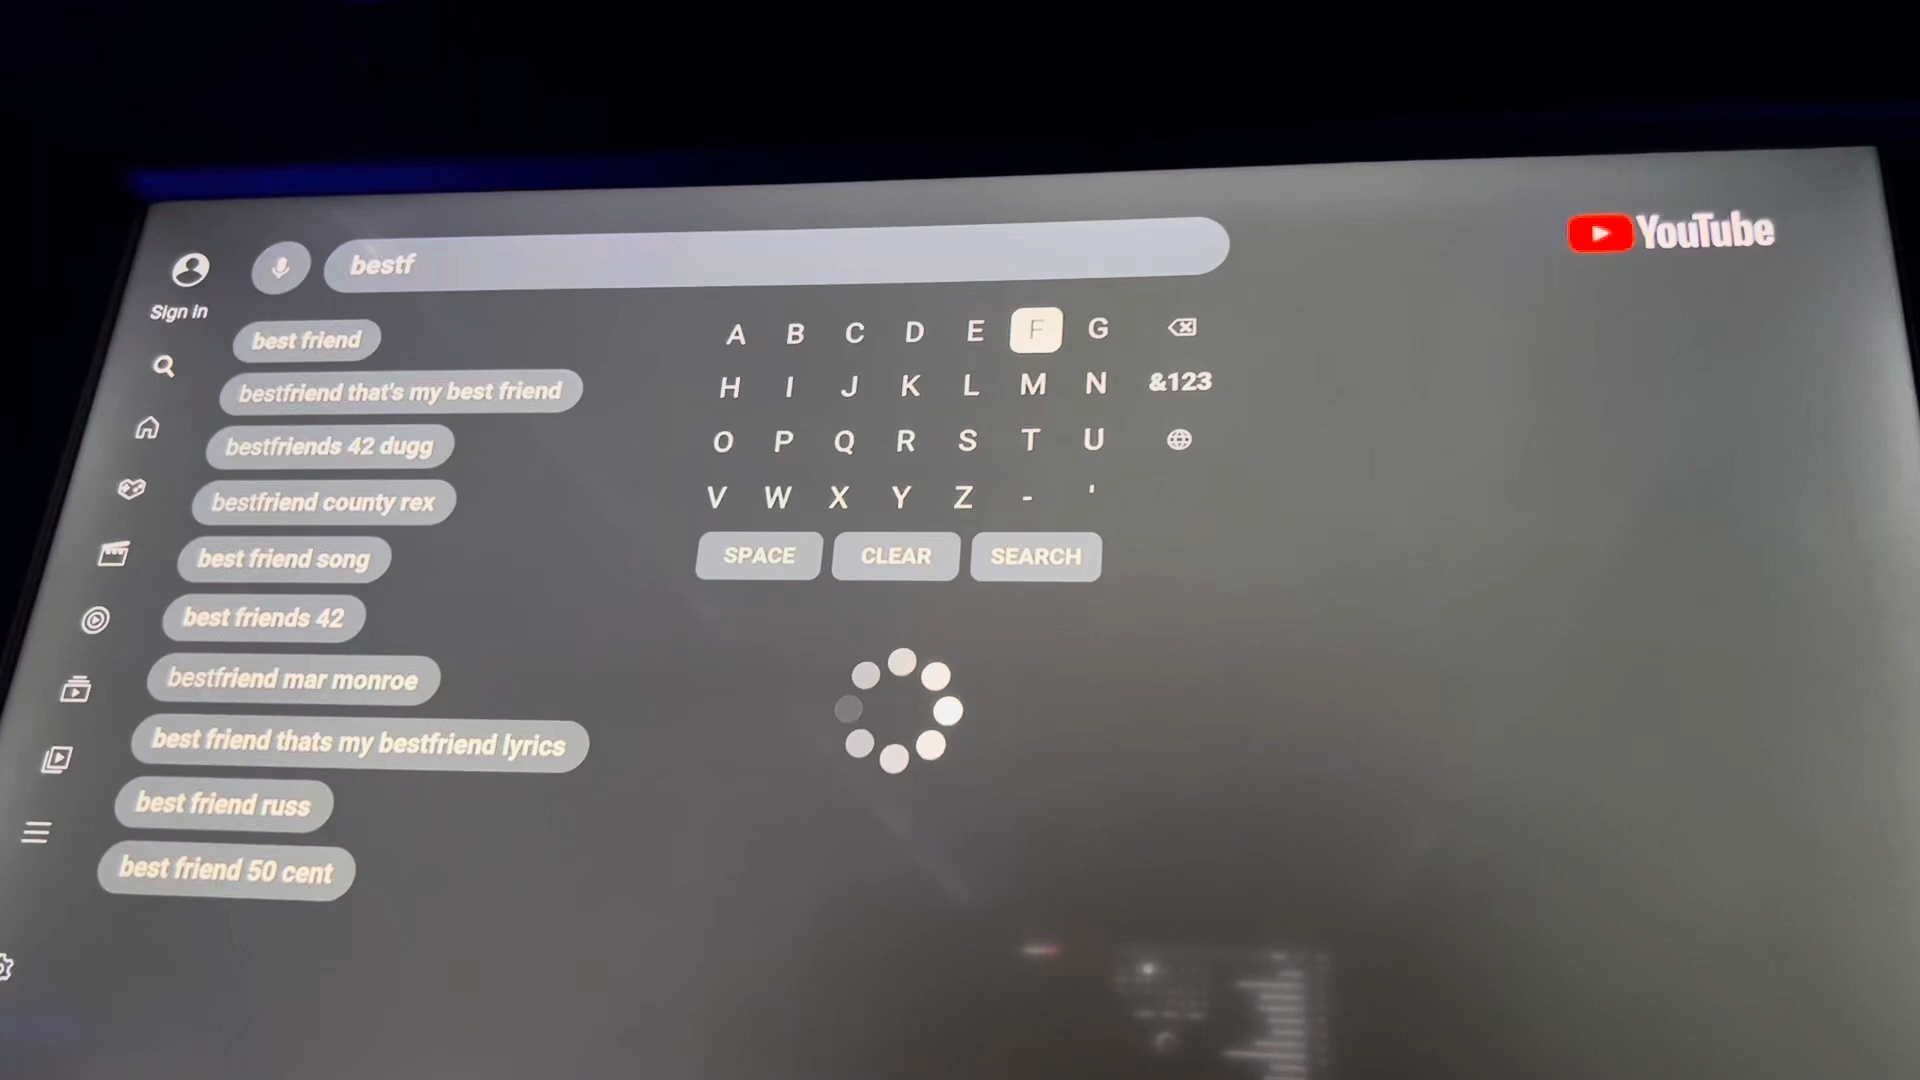 bestf
YouTube
Sign in
best friend
bestfriend that's my best friend
bestfriends 42 dugg
bestfriend county rex
best friend song
best friends 42
bestfriend mar monroe
best friend thats my bestfriend lyrics
best friend russ
best friend 50 cent
A B C D E F G
H I J K L M N &123
O P Q R S T U
V W X Y Z - '
SPACE CLEAR SEARCH